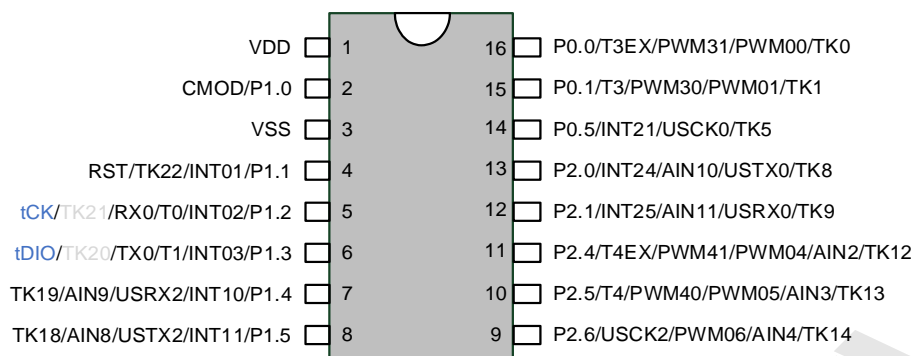 VDD 1 16 P0.0/T3EX/PWM31/PWM00/TK0
CMOD/P1.0 2 15 P0.1/T3/PWM30/PWM01/TK1
VSS 3 14 P0.5/INT21/USCK0/TK5
RST/TK22/INT01/P1.1 4 13 P2.0/INT24/AIN10/USTX0/TK8
tCK/TK21/RX0/T0/INT02/P1.2 5 12 P2.1/INT25/AIN11/USRX0/TK9
tDIO/TK20/TX0/T1/INT03/P1.3 6 11 P2.4/T4EX/PWM41/PWM04/AIN2/TK12
TK19/AIN9/USRX2/INT10/P1.4 7 10 P2.5/T4/PWM40/PWM05/AIN3/TK13
TK18/AIN8/USTX2/INT11/P1.5 8 9 P2.6/USCK2/PWM06/AIN4/TK14